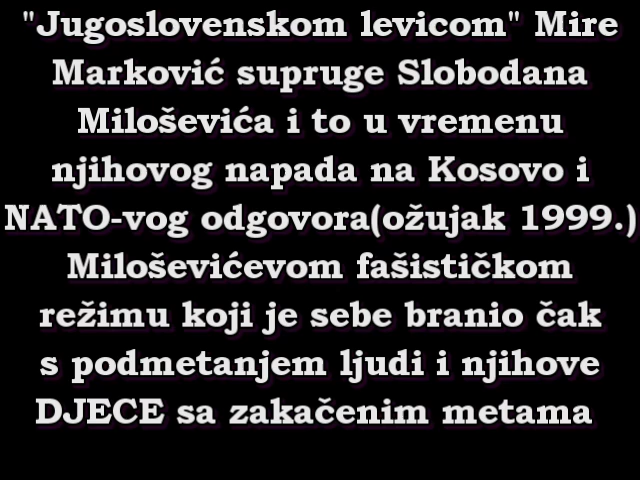 "Jugoslovenskom levicom" Mire
Marković supruge Slobodana
Miloševića i to u vremenu
njihovog napada na Kosovo i
NATO-vog odgovora(ožujak 1999.)
Miloševićevom fašističkom
režimu koji je sebe branio čak
s podmetanjem ljudi i njihove
DJECE sa zakačenim metama